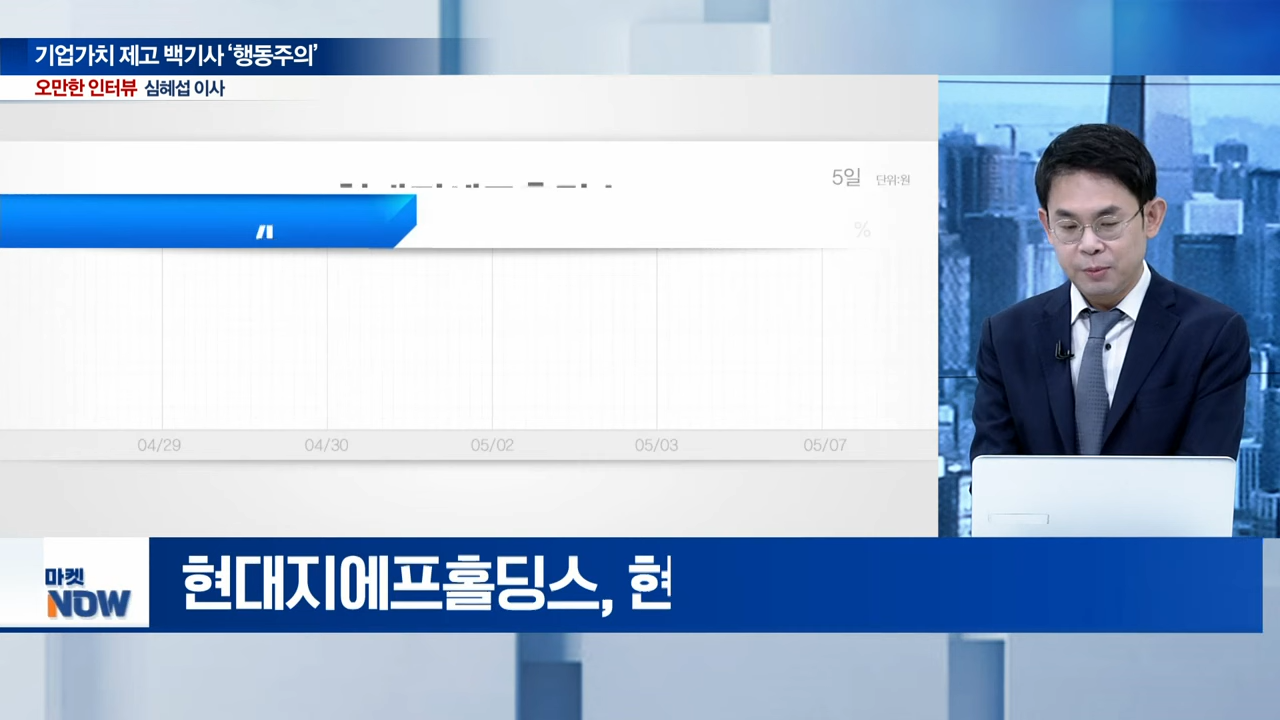 기업가치 제고 백기사 ‘행동주의’
오만한 인터뷰 심혜섭 이사
5일 단위:원
%
04/29 04/30 05/02 05/03 05/07
마켓
NOW
현대지에프홀딩스, 현